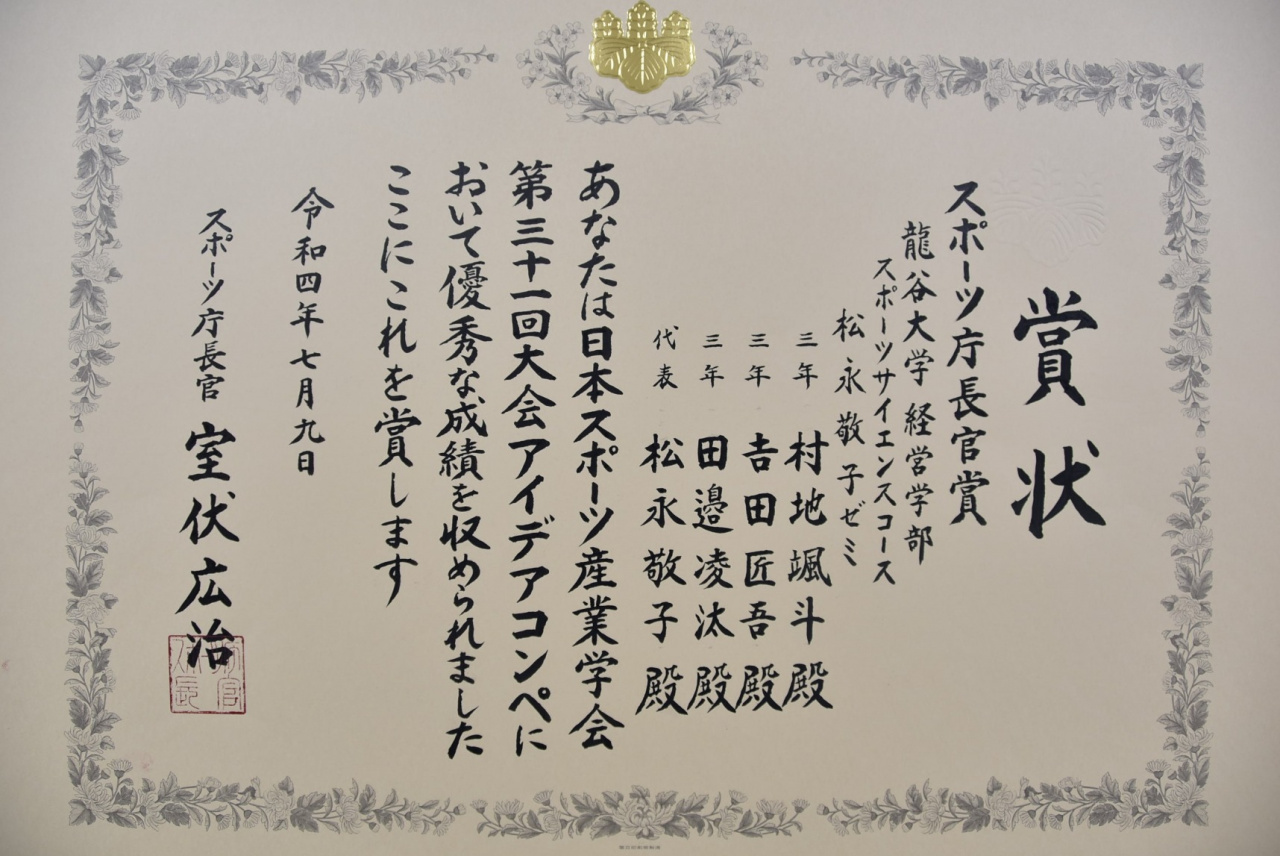 賞状
スポーツ庁長官賞
龍谷大学 経営学部
スポーツサイエンスコース
松永敬子ゼミ
三年 村地颯斗殿
三年 吉田匠吾殿
三年 田邉凌汰殿
代表 松永敬子殿
あなたは日本スポーツ産業学会
第三十一回大会アイデアコンペに
おいて優秀な成績を収められました
ここにこれを賞します
令和四年七月九日
スポーツ庁長官 室伏広治